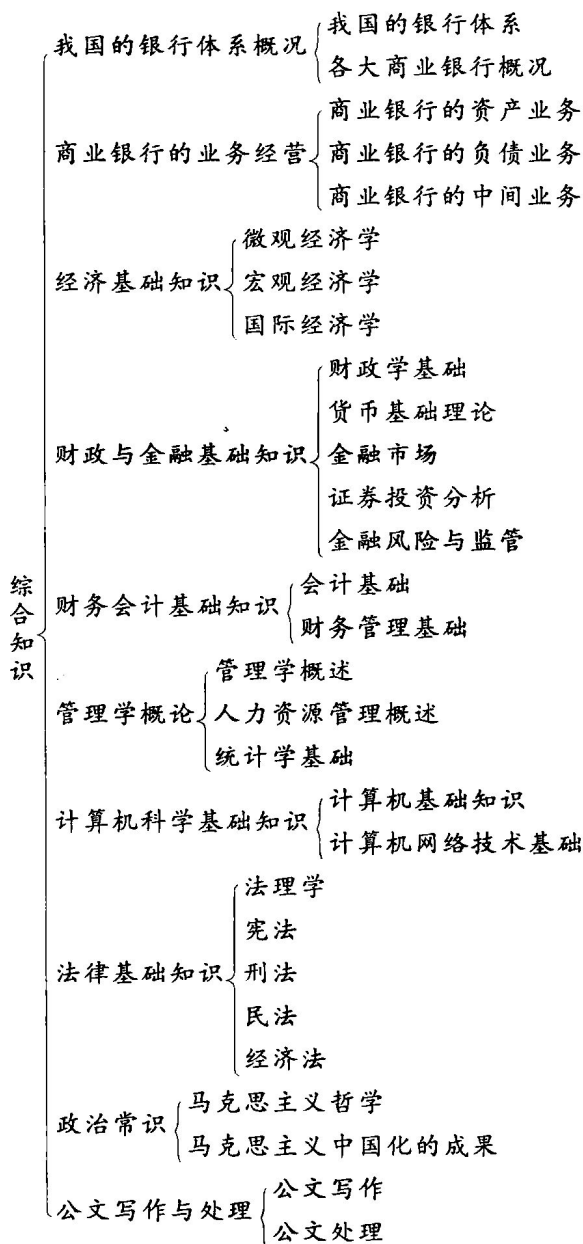 综合知识
我国的银行体系概况
我国的银行体系
各大商业银行概况
商业银行的业务经营
商业银行的资产业务
商业银行的负债业务
商业银行的中间业务
经济基础知识
微观经济学
宏观经济学
国际经济学
财政与金融基础知识
财政学基础
货币基础理论
金融市场
证券投资分析
金融风险与监管
财务会计基础知识
会计基础
财务管理基础
管理学概论
管理学概述
人力资源管理概述
统计学基础
计算机科学基础知识
计算机基础知识
计算机网络技术基础
法律基础知识
法理学
宪法
刑法
民法
经济法
政治常识
马克思主义哲学
马克思主义中国化的成果
公文写作与处理
公文写作
公文处理